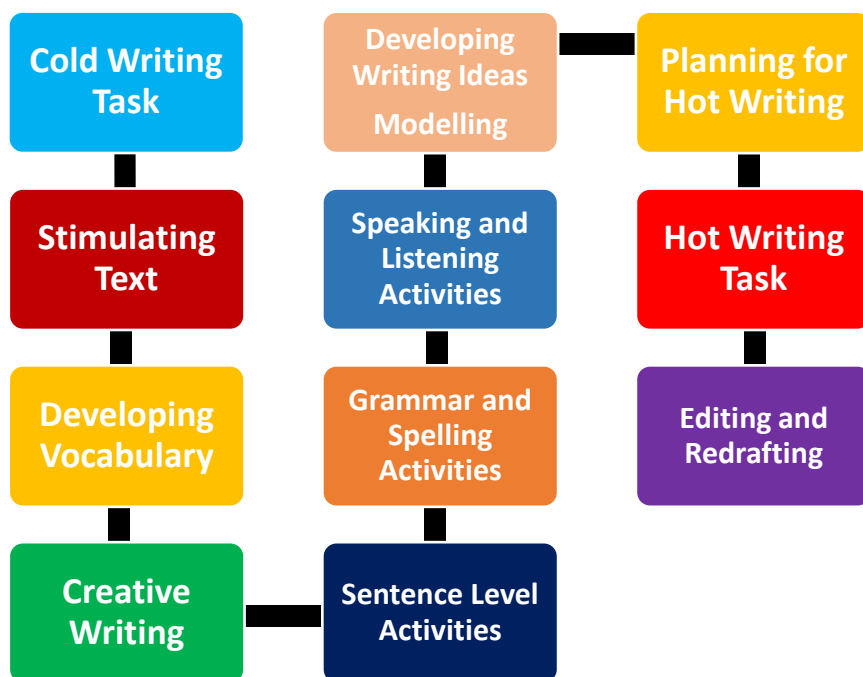 Cold Writing
Task
Stimulating
Text
Developing
Vocabulary
Creative
Writing
Sentence Level
Activities
Grammar and
Spelling
Activities
Speaking and
Listening
Activities
Developing
Writing Ideas
Modelling
Planning for
Hot Writing
Hot Writing
Task
Editing and
Redrafting